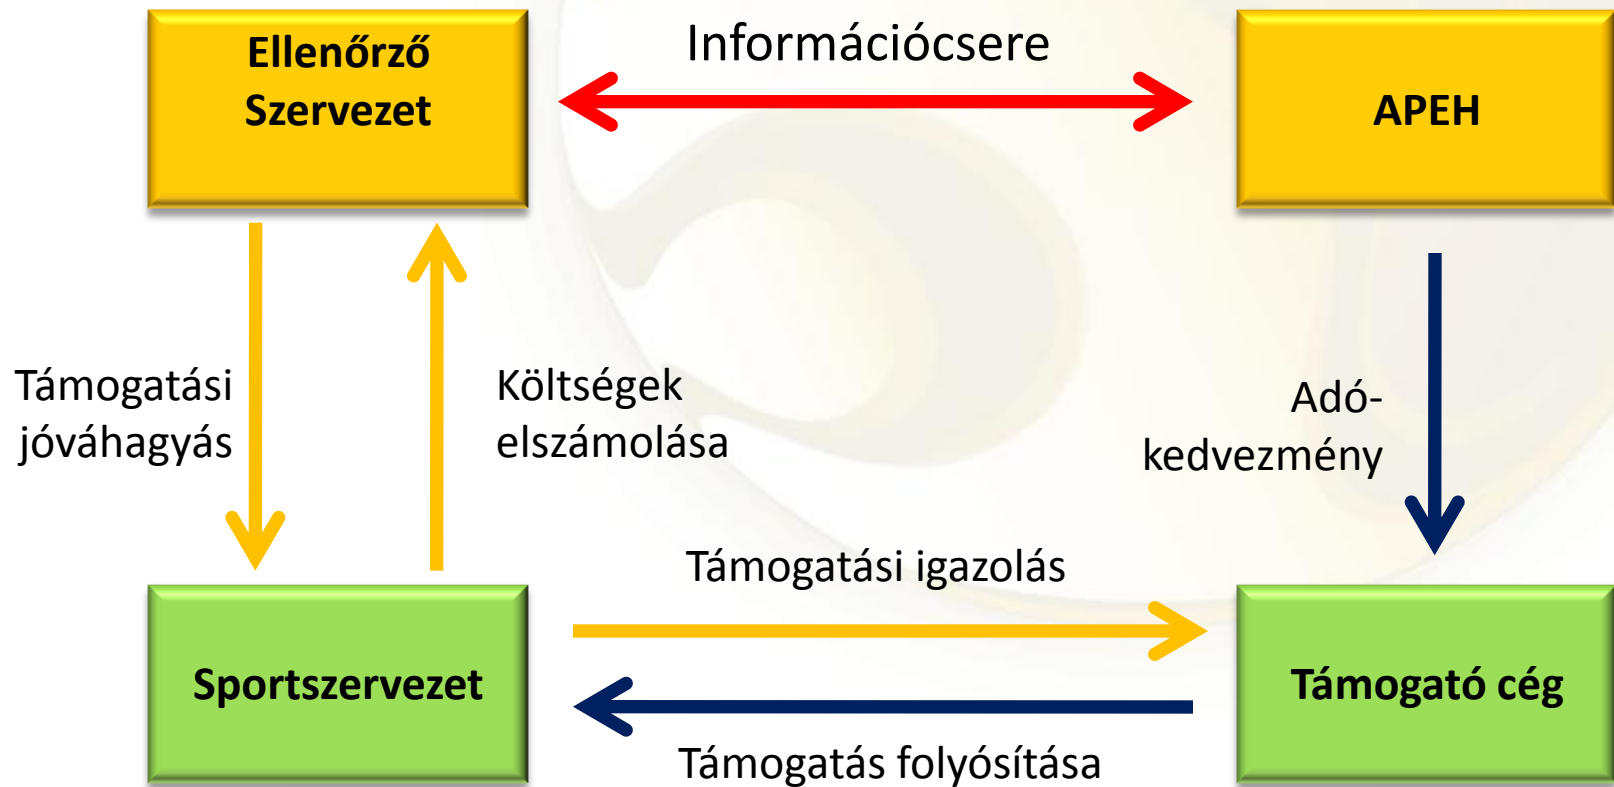 Ellenőrző
Szervezet
Információcsere
APEH
Támogatási
jóváhagyás
Költségek
elszámolása
Adó-
kedvezmény
Támogatási igazolás
Sportszervezet
Támogató cég
Támogatás folyósítása